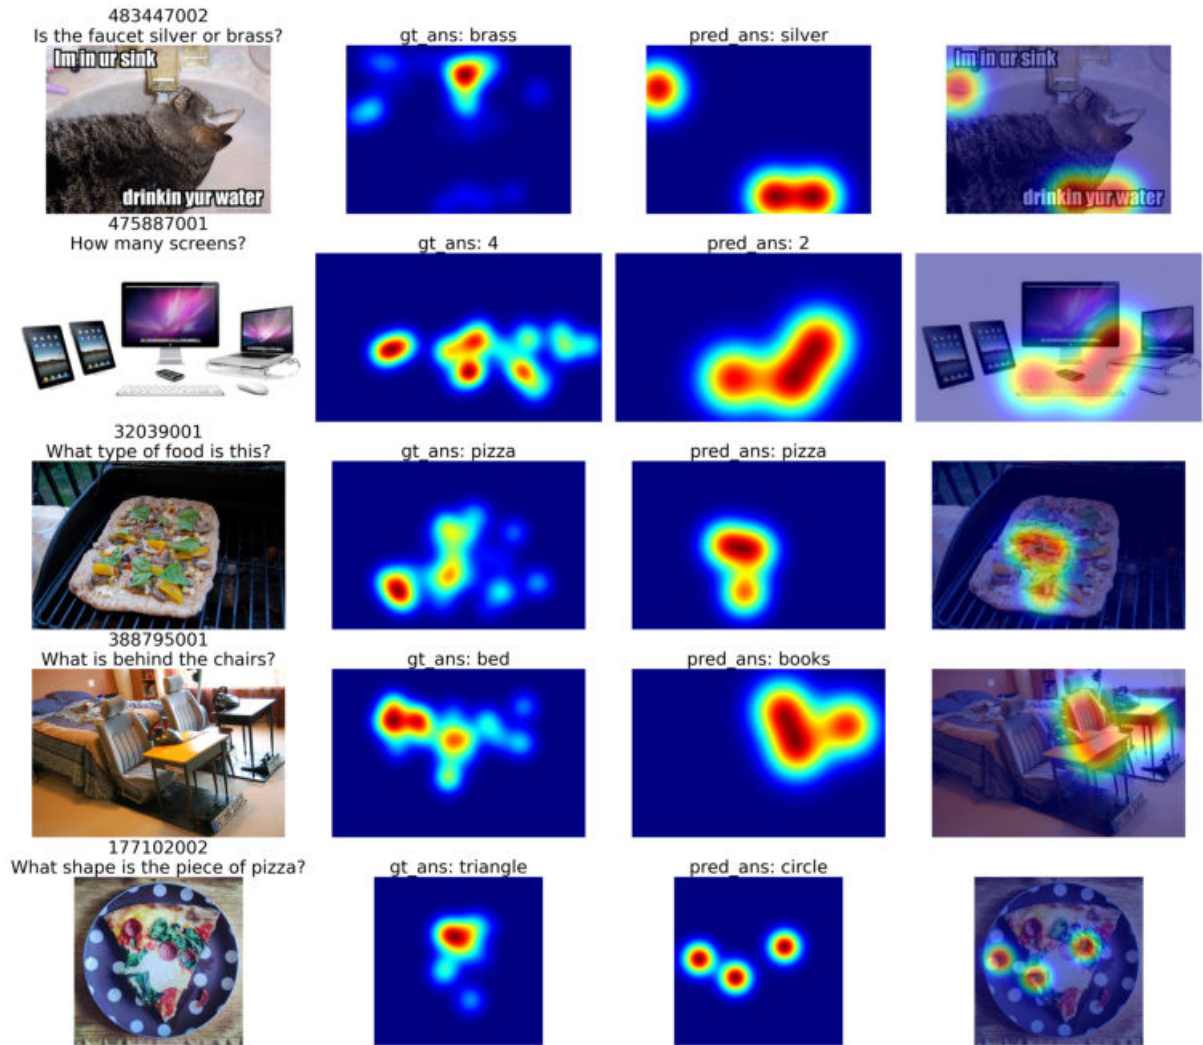 483447002
Is the faucet silver or brass?
gt_ans: brass
pred_ans: silver
Im in ur sink
drinkin yur water
Im in ur sink
drinkin yur water
475887001
How many screens?
gt_ans: 4
pred_ans: 2
32039001
What type of food is this?
gt_ans: pizza
pred_ans: pizza
388795001
What is behind the chairs?
gt_ans: bed
pred_ans: books
177102002
What shape is the piece of pizza?
gt_ans: triangle
pred_ans: circle